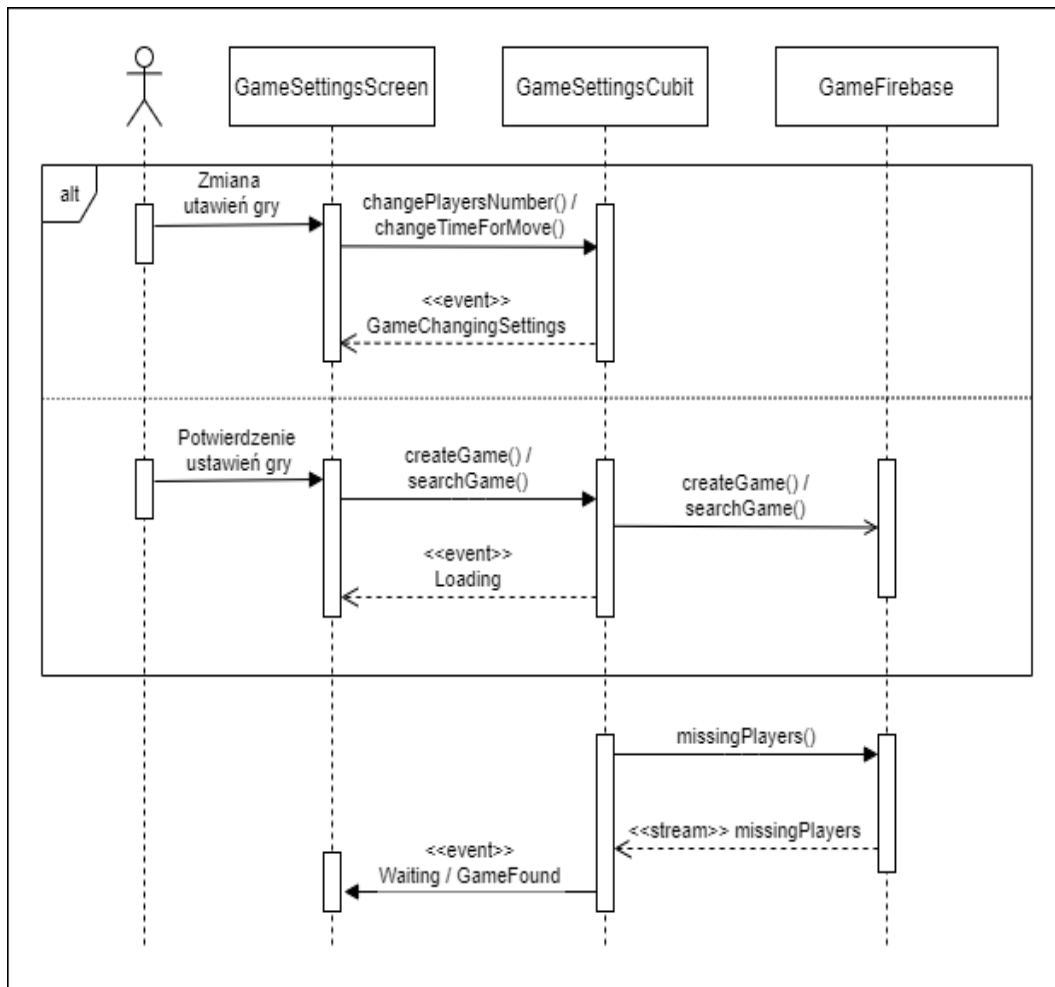 GameSettingsScreen
GameSettingsCubit
GameFirebase
alt
Zmiana
utawień gry
changePlayersNumber() /
changeTimeForMove()
<<event>>
GameChangingSettings
Potwierdzenie
ustawień gry
createGame() /
searchGame()
createGame() /
searchGame()
<<event>>
Loading
missingPlayers()
<<stream>> missingPlayers
<<event>>
Waiting / GameFound